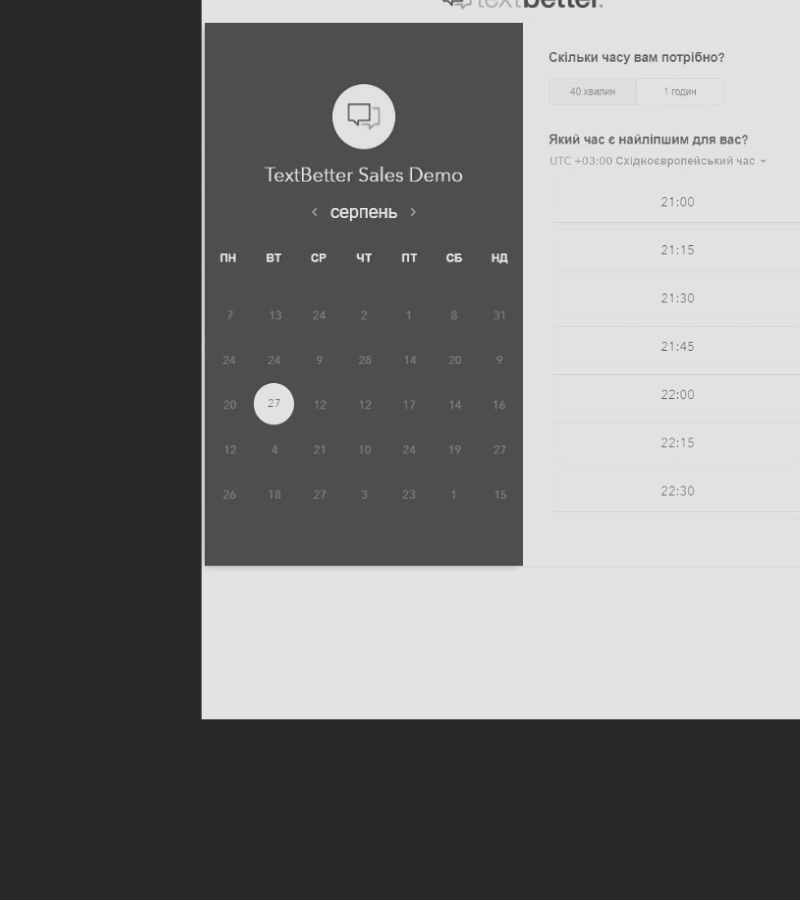 textbetter.
TextBetter Sales Demo
‹ серпень ›
ПН ВТ СР ЧТ ПТ СБ НД
7 13 24 2 1 8 31
24 24 9 28 14 20 9
20 27 12 12 17 14 16
12 4 21 10 24 19 27
26 18 27 3 23 1 15
Скільки часу вам потрібно?
40 хвилин 1 годин
Який час є найліпшим для вас?
UTC +03:00 Східноєвропейський час
21:00
21:15
21:30
21:45
22:00
22:15
22:30